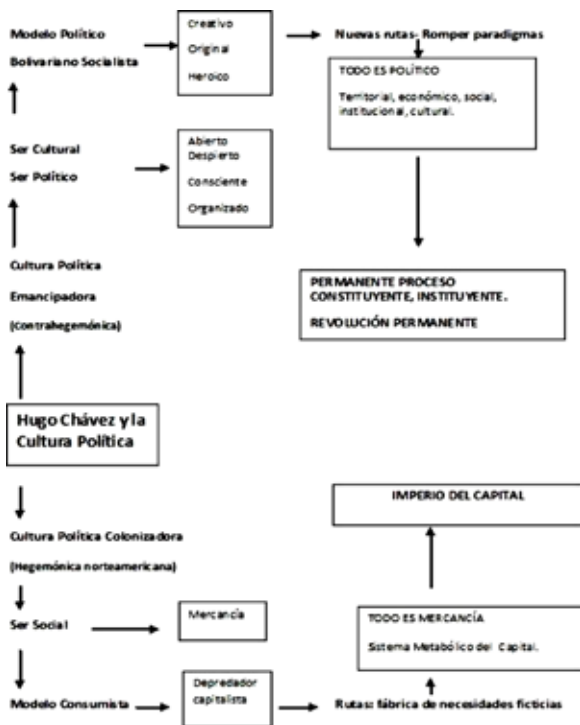 Modelo Político
Bolivariano Socialista
Creativo
Original
Heroico
Nuevas rutas- Romper paradigmas
TODO ES POLÍTICO
Territorial, económico, social,
institucional, cultural.
Ser Cultural
Ser Político
Abierto
Despierto
Consciente
Organizado
Cultura Política
Emancipadora
(Contrahegemónica)
PERMANENTE PROCESO
CONSTITUYENTE, INSTITUYENTE.
REVOLUCIÓN PERMANENTE
Hugo Chávez y la
Cultura Política
IMPERIO DEL CAPITAL
Cultura Política Colonizadora
(Hegemónica norteamericana)
Ser Social
Mercancía
TODO ES MERCANCÍA
Sistema Metabólico del Capital.
Modelo Consumista
Depredador
capitalista
Rutas: fábrica de necesidades ficticias